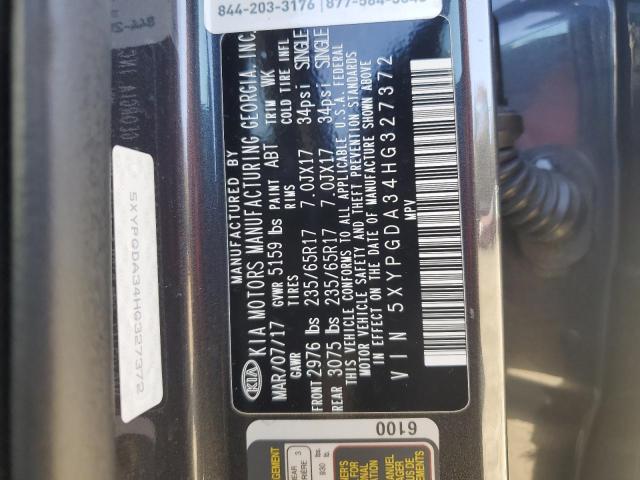 844-203-3176
MANUFACTURED BY
KIA KIA MOTORS MANUFACTURING GEORGIA, INC.
MAR/07/17 GVWR 5159 lbs PAINT ABT TRIM WK
GAWR TIRES RIMS COLD TIRE INFL
FRONT 2976 lbs 235/65R17 7.0JX17 34psi SINGLE
REAR 3075 lbs 235/65R17 7.0JX17 34psi SINGLE
THIS VEHICLE CONFORMS TO ALL APPLICABLE U.S.A. FEDERAL
MOTOR VEHICLE SAFETY AND THEFT PREVENTION STANDARDS
IN EFFECT ON THE DATE OF MANUFACTURE SHOWN ABOVE
VIN 5XYPGDA34HG327372
MPV
5XYPGDA34HG327372
6100